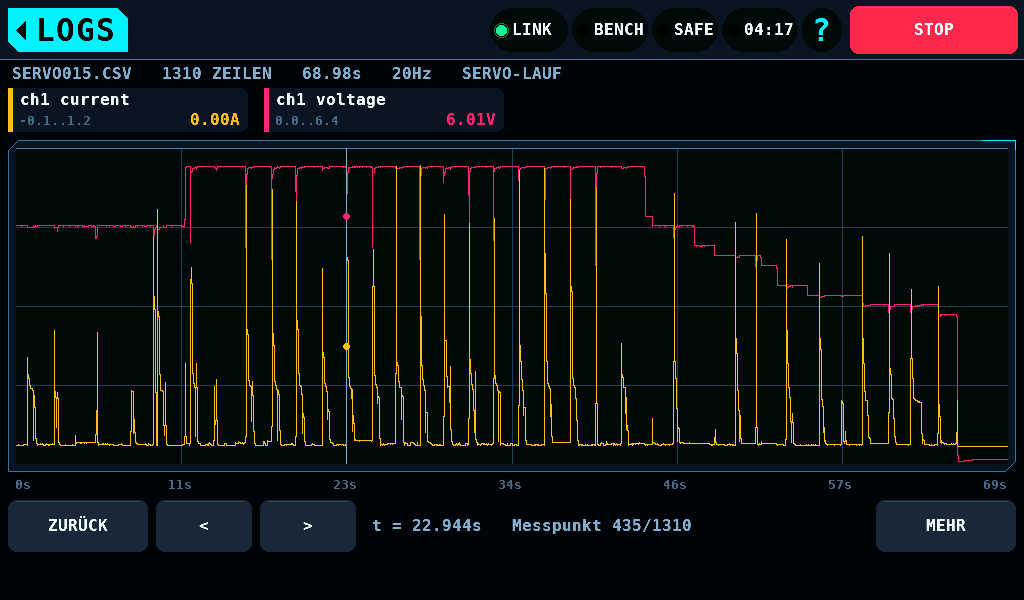 LOGS LINK BENCH SAFE 04:17 ? STOP
SERVO015.CSV 1310 ZEILEN 68.98s 20Hz SERVO-LAUF
ch1 current ch1 voltage
-0.1..1.2 0.00A 0.0..6.4 6.01V
0s 11s 23s 34s 46s 57s 69s
ZURÜCK < > t = 22.944s Messpunkt 435/1310 MEHR